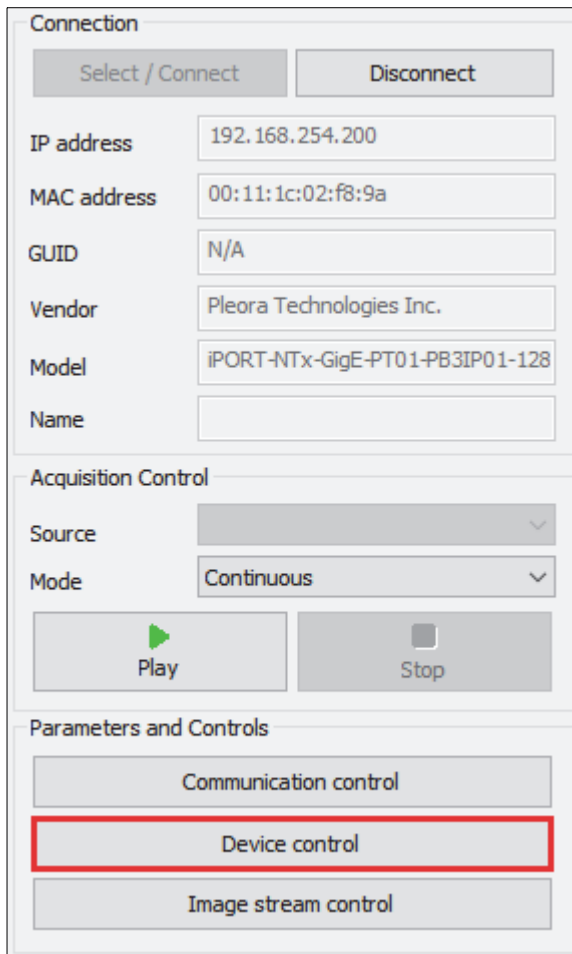 Connection
Select / Connect Disconnect
IP address 192.168.254.200
MAC address 00:11:1c:02:f8:9a
GUID N/A
Vendor Pleora Technologies Inc.
Model iPORT-NTx-GigE-PT01-PB3IP01-128
Name
Acquisition Control
Source
Mode Continuous
Play Stop
Parameters and Controls
Communication control
Device control
Image stream control